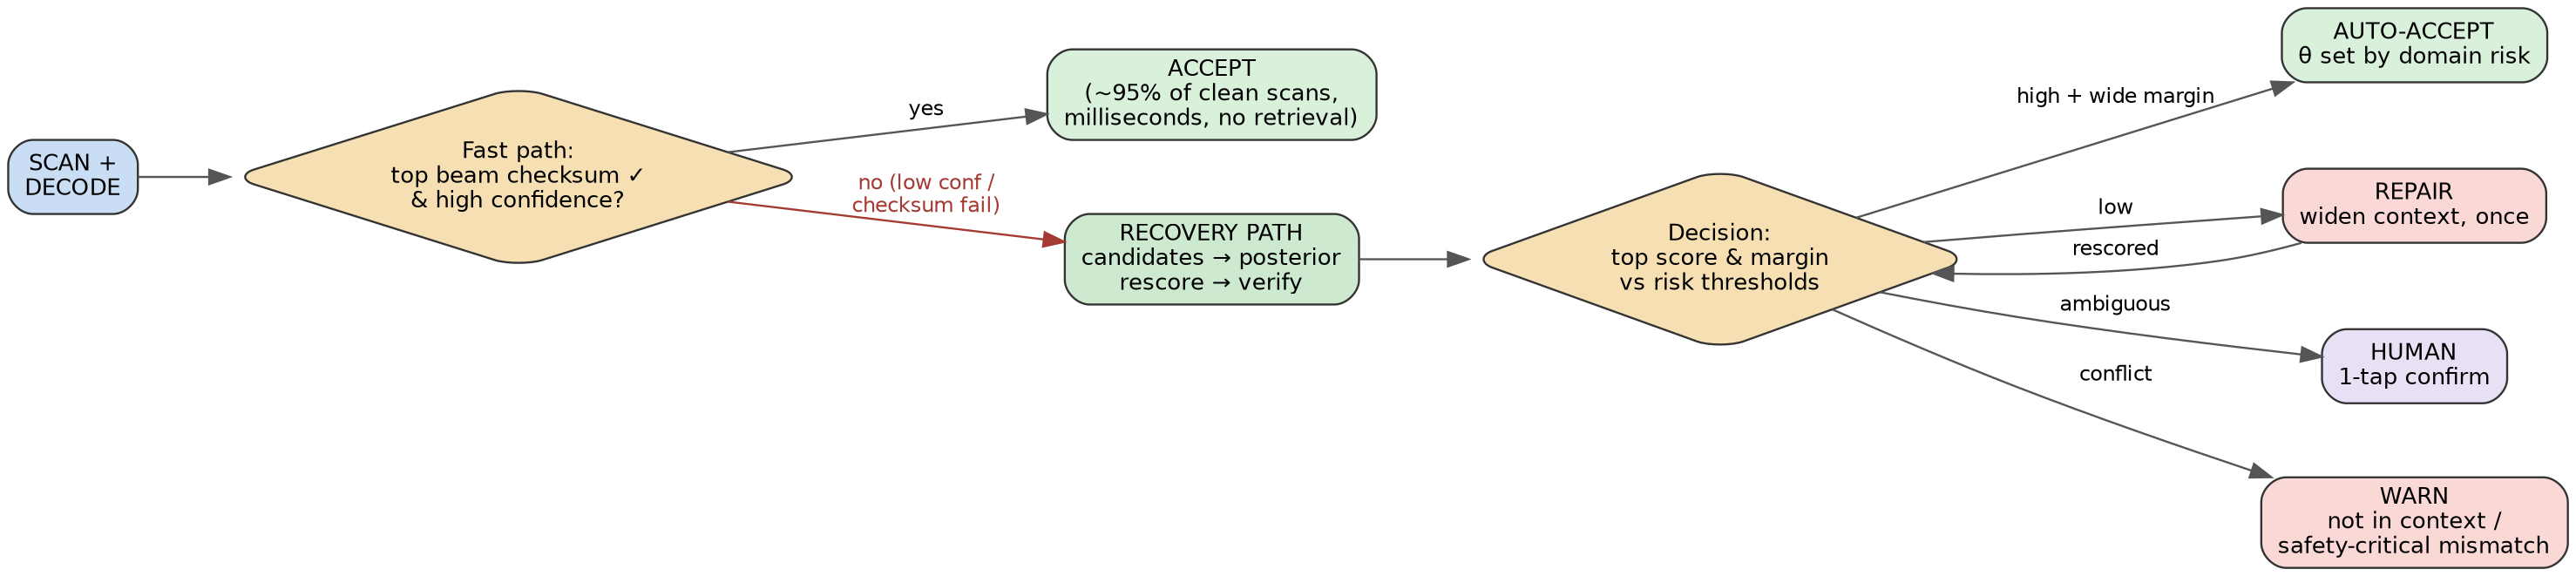 SCAN +
DECODE
Fast path:
top beam checksum ✓
& high confidence?
yes
ACCEPT
(~95% of clean scans,
milliseconds, no retrieval)
no (low conf /
checksum fail)
RECOVERY PATH
candidates → posterior
rescore → verify
Decision:
top score & margin
vs risk thresholds
high + wide margin
AUTO-ACCEPT
θ set by domain risk
low
REPAIR
widen context, once
rescored
ambiguous
HUMAN
1-tap confirm
conflict
WARN
not in context /
safety-critical mismatch